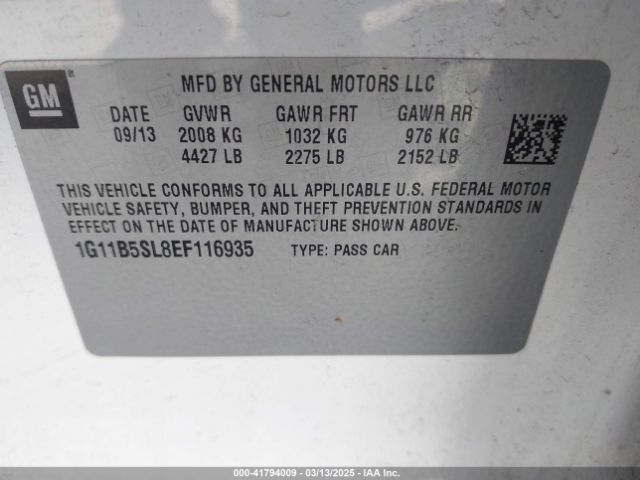 GM
MFD BY GENERAL MOTORS LLC
DATE GVWR GAWR FRT GAWR RR
09/13 2008 KG 1032 KG 976 KG
4427 LB 2275 LB 2152 LB
THIS VEHICLE CONFORMS TO ALL APPLICABLE U.S. FEDERAL MOTOR
VEHICLE SAFETY, BUMPER, AND THEFT PREVENTION STANDARDS IN
EFFECT ON THE DATE OF MANUFACTURE SHOWN ABOVE.
1G11B5SL8EF116935 TYPE: PASS CAR
000-41794009 — 03/13/2025 — IAA Inc.